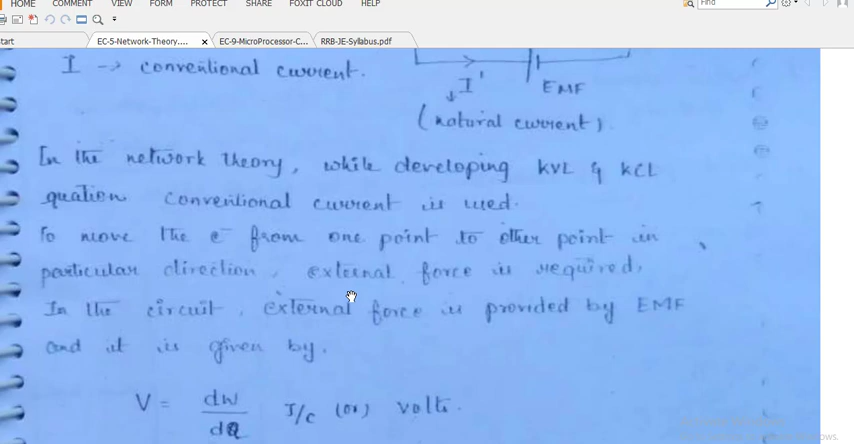 HOME COMMENT VIEW FORM PROTECT SHARE FOXIT CLOUD HELP
Find
tart EC-5-Network-Theory.... EC-9-MicroProcessor-C... RRB-JE-Syllabus.pdf
I → conventional current.
I' EMF
(natural current).
In the network theory, while developing KVL & KCL
quation conventional current is used.
To move the e⁻ from one point to other point in
particular direction, external force is required.
In the circuit, external force is provided by EMF
and it is given by.
V = dW/dQ J/C (or) volts.